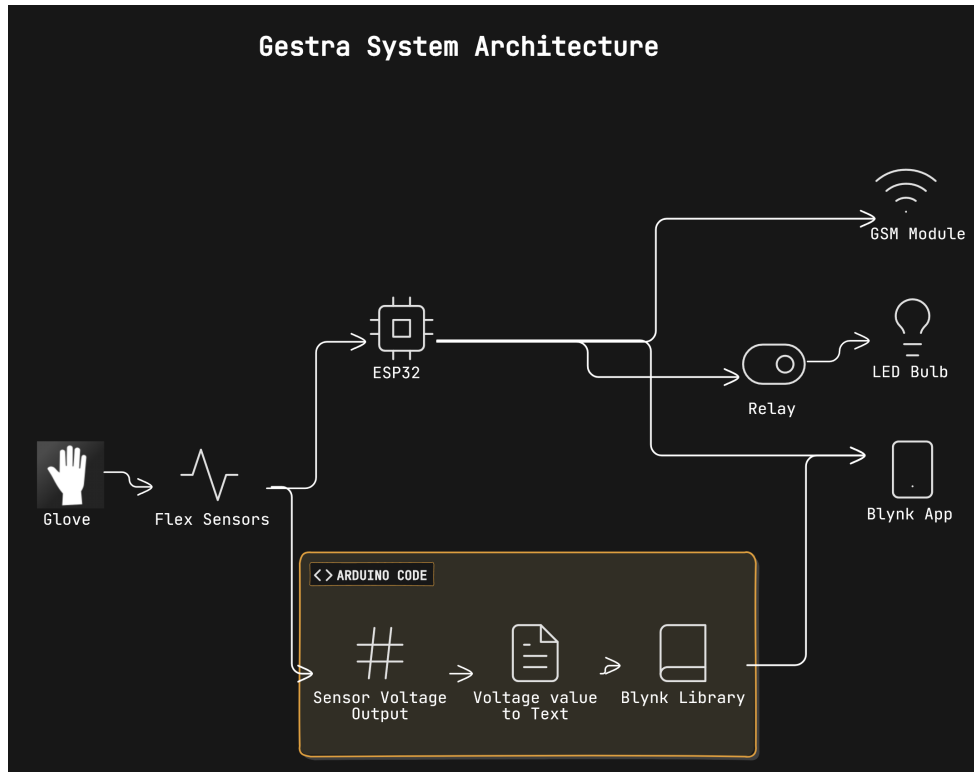 Gestra System Architecture
GSM Module
ESP32
LED Bulb
Relay
Glove
Flex Sensors
Blynk App
<> ARDUINO CODE
Sensor Voltage
Output
Voltage value
to Text
Blynk Library